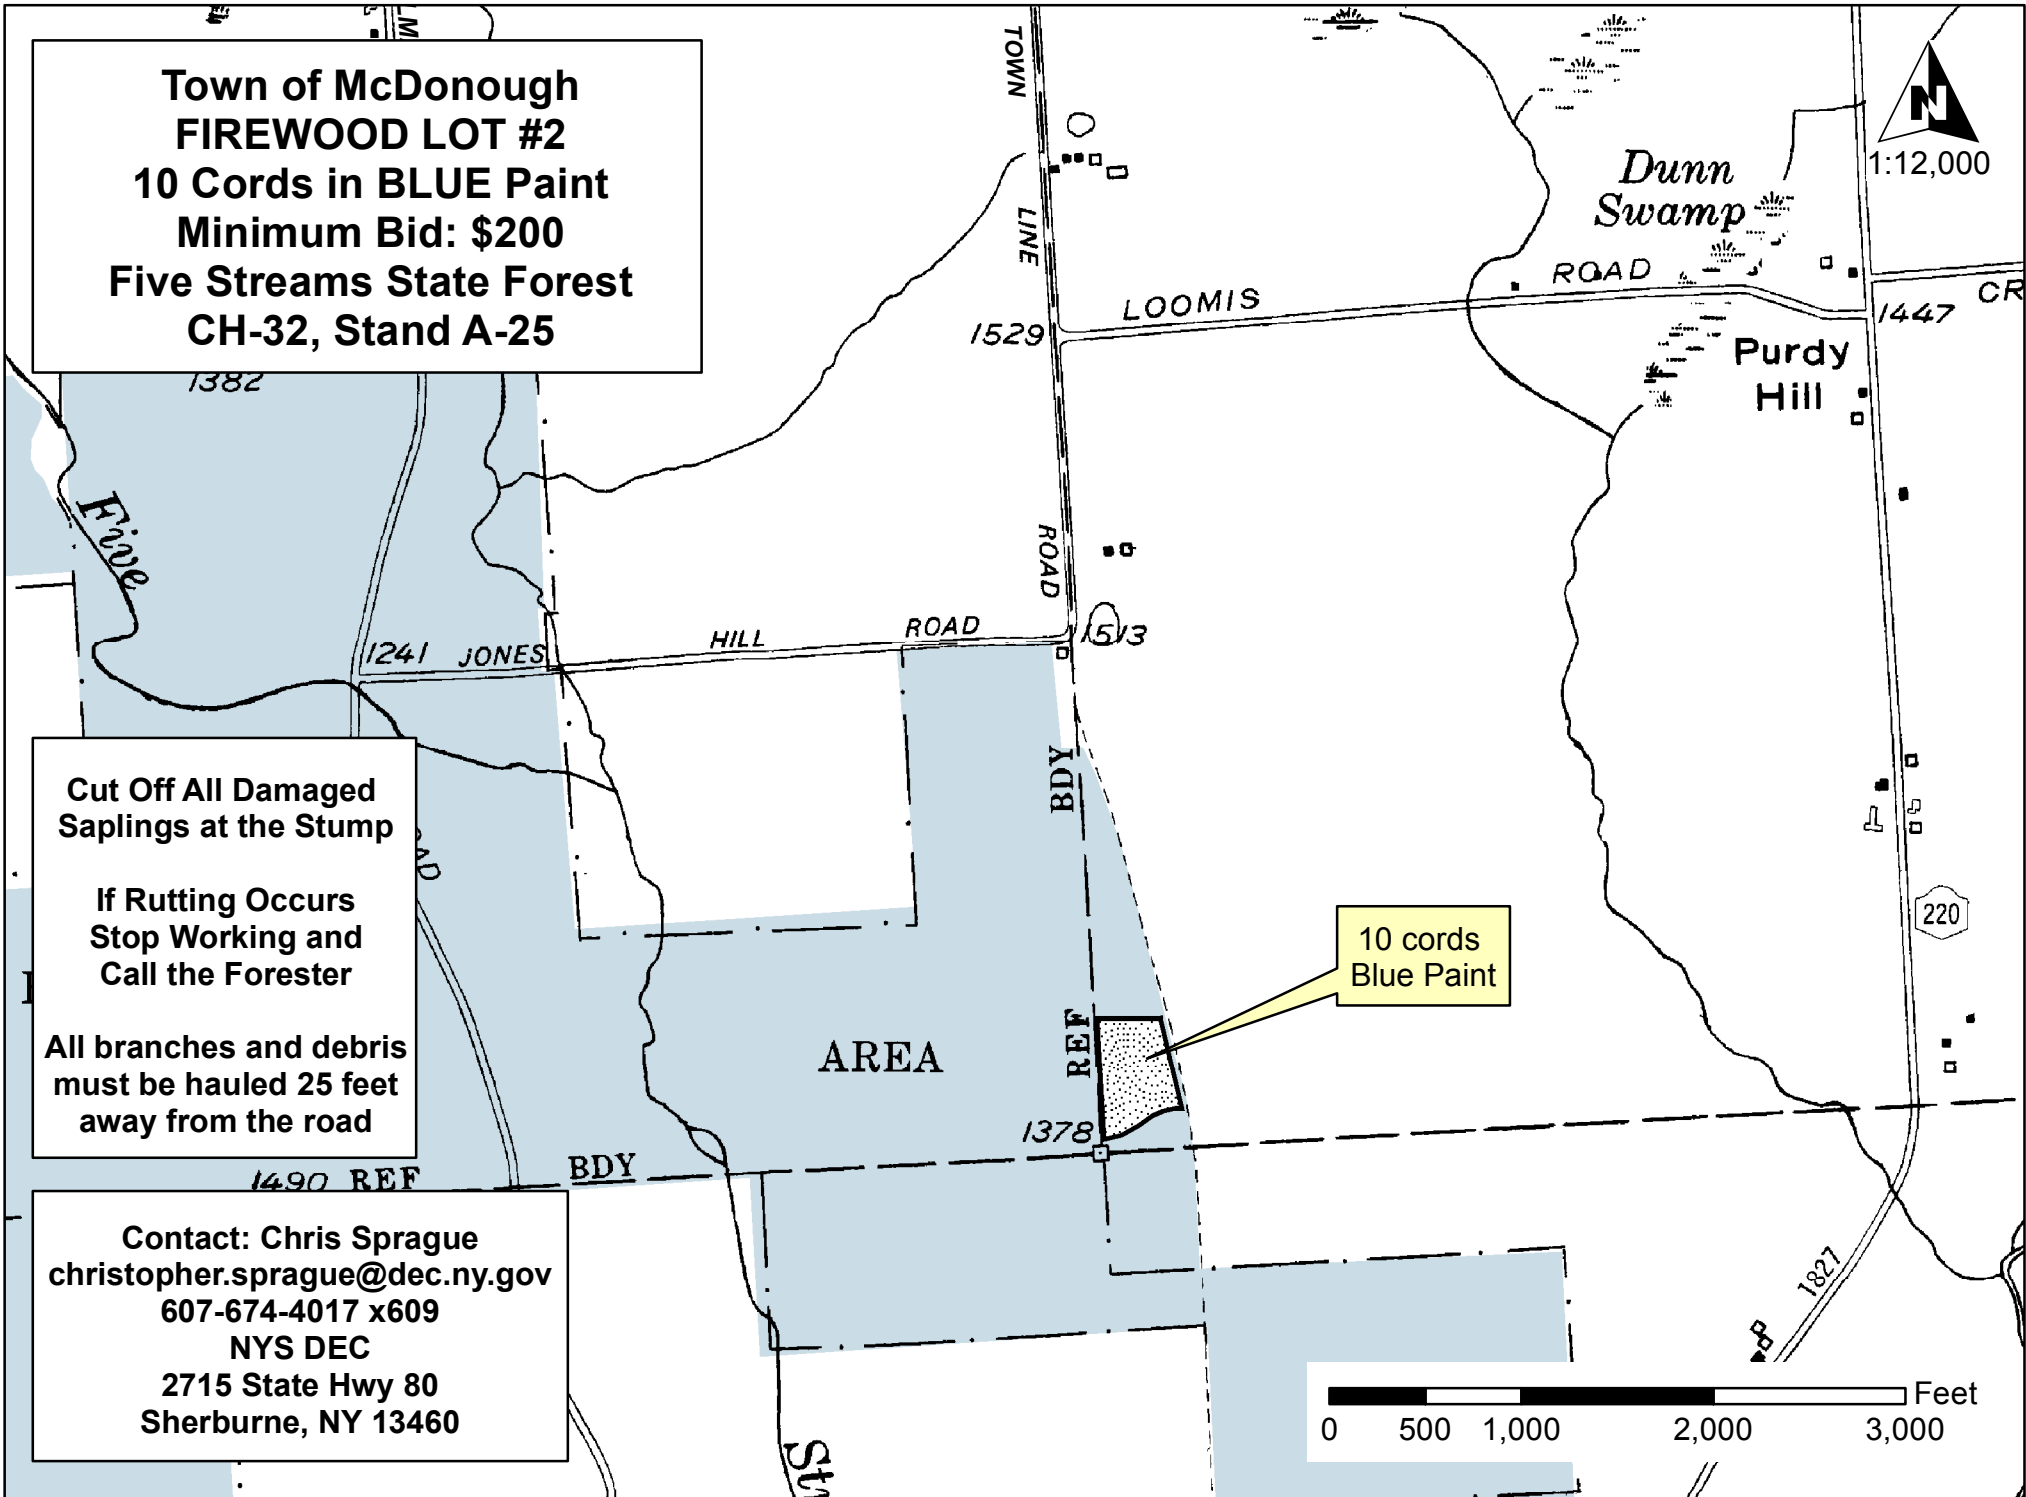 Town of McDonough
FIREWOOD LOT #2
10 Cords in BLUE Paint
Minimum Bid: $200
Five Streams State Forest
CH-32, Stand A-25
N
1:12,000
TOWN
LINE
ROAD
Dunn
Swamp
LOOMIS
ROAD
1529
1447
CR
Purdy
Hill
1382
Five
1241
JONES
HILL
ROAD
1513
BDY
REF
Cut Off All Damaged
Saplings at the Stump
If Rutting Occurs
Stop Working and
Call the Forester
All branches and debris
must be hauled 25 feet
away from the road
AD
220
10 cords
Blue Paint
AREA
1378
1490 REF
BDY
Contact: Chris Sprague
christopher.sprague@dec.ny.gov
607-674-4017 x609
NYS DEC
2715 State Hwy 80
Sherburne, NY 13460
1827
Str
Feet
0 500 1,000 2,000 3,000